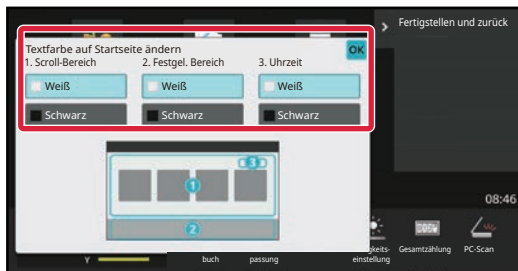 Fertigstellen und zurück
Textfarbe auf Startseite ändern
OK
1. Scroll-Bereich 2. Festgel. Bereich 3. Uhrzeit
Weiß Weiß Weiß
Schwarz Schwarz Schwarz
3
1
2
08:46
Y
buch
passung
einstellung
Gesamtzählung
PC-Scan